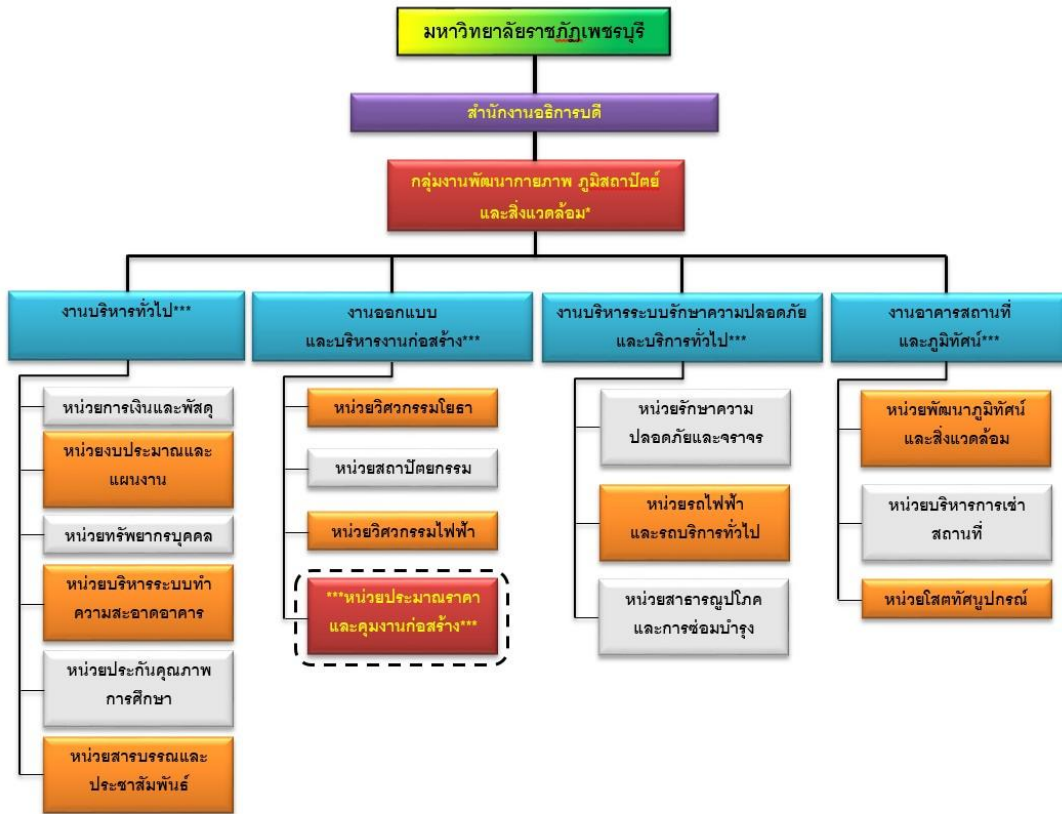 มหาวิทยาลัยราชภัฏเพชรบุรี
สำนักงานอธิการบดี
กลุ่มงานพัฒนากายภาพ ภูมิสถาปัตย์
และสิ่งแวดล้อม*
งานบริหารทั่วไป***
หน่วยการเงินและพัสดุ
หน่วยงบประมาณและ
แผนงาน
หน่วยทรัพยากรบุคคล
หน่วยบริหารระบบทำ
ความสะอาดอาคาร
หน่วยประกันคุณภาพ
การศึกษา
หน่วยสารบรรณและ
ประชาสัมพันธ์
งานออกแบบ
และบริหารงานก่อสร้าง***
หน่วยวิศวกรรมโยธา
หน่วยสถาปัตยกรรม
หน่วยวิศวกรรมไฟฟ้า
***หน่วยประมาณราคา
และคุมงานก่อสร้าง***
งานบริหารระบบรักษาความปลอดภัย
และบริการทั่วไป***
หน่วยรักษาความ
ปลอดภัยและจราจร
หน่วยรถไฟฟ้า
และรถบริการทั่วไป
หน่วยสาธารณูปโภค
และการซ่อมบำรุง
งานอาคารสถานที่
และภูมิทัศน์***
หน่วยพัฒนาภูมิทัศน์
และสิ่งแวดล้อม
หน่วยบริหารการเช่า
สถานที่
หน่วยโสตทัศนูปกรณ์